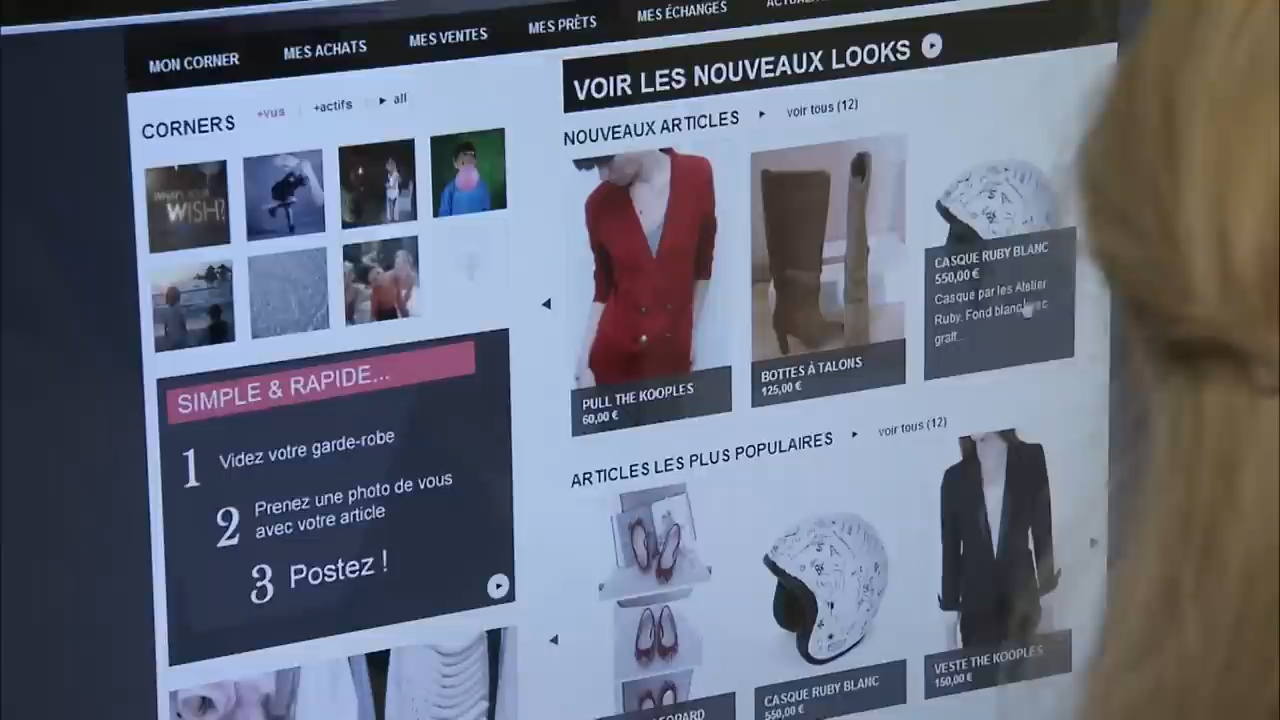 MON CORNER
MES ACHATS
MES VENTES
MES PRÊTS
MES ÉCHANGES
CORNERS
+vus
+actifs
all
WISH?
SIMPLE & RAPIDE...
1 Videz votre garde-robe
2 Prenez une photo de vous
avec votre article
3 Postez !
VOIR LES NOUVEAUX LOOKS
NOUVEAUX ARTICLES
voir tous (12)
PULL THE KOOPLES
60,00 €
BOTTES À TALONS
125,00 €
CASQUE RUBY BLANC
550,00 €
Casque par les Atelier
Ruby. Fond blanc
graff...
ARTICLES LES PLUS POPULAIRES
voir tous (12)
CASQUE RUBY BLANC
550,00 €
VESTE THE KOOPLES
150,00 €